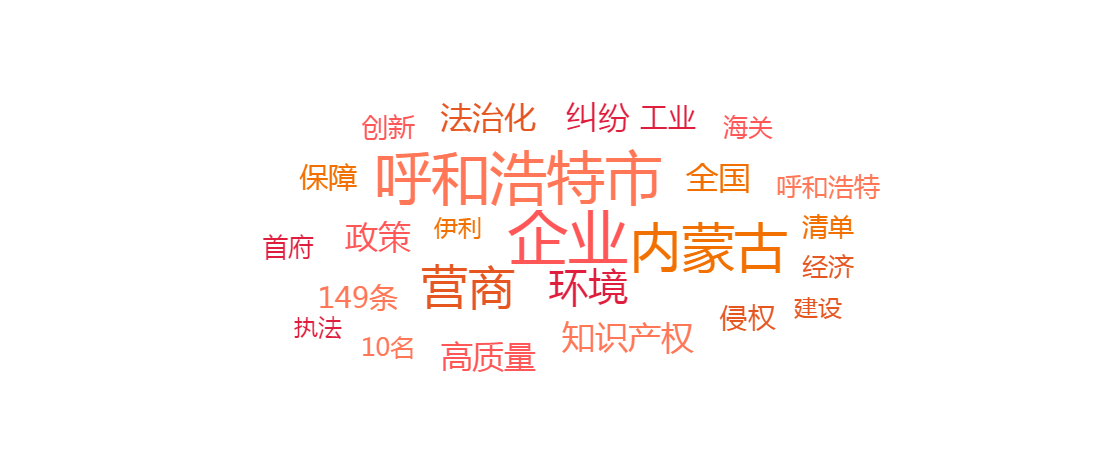 创新 法治化 纠纷 工业 海关
保障 呼和浩特市 全国 呼和浩特
首府 政策 伊利 企业 内蒙古 清单
经济
149条 营商 环境 侵权 建设
执法 10名 高质量 知识产权